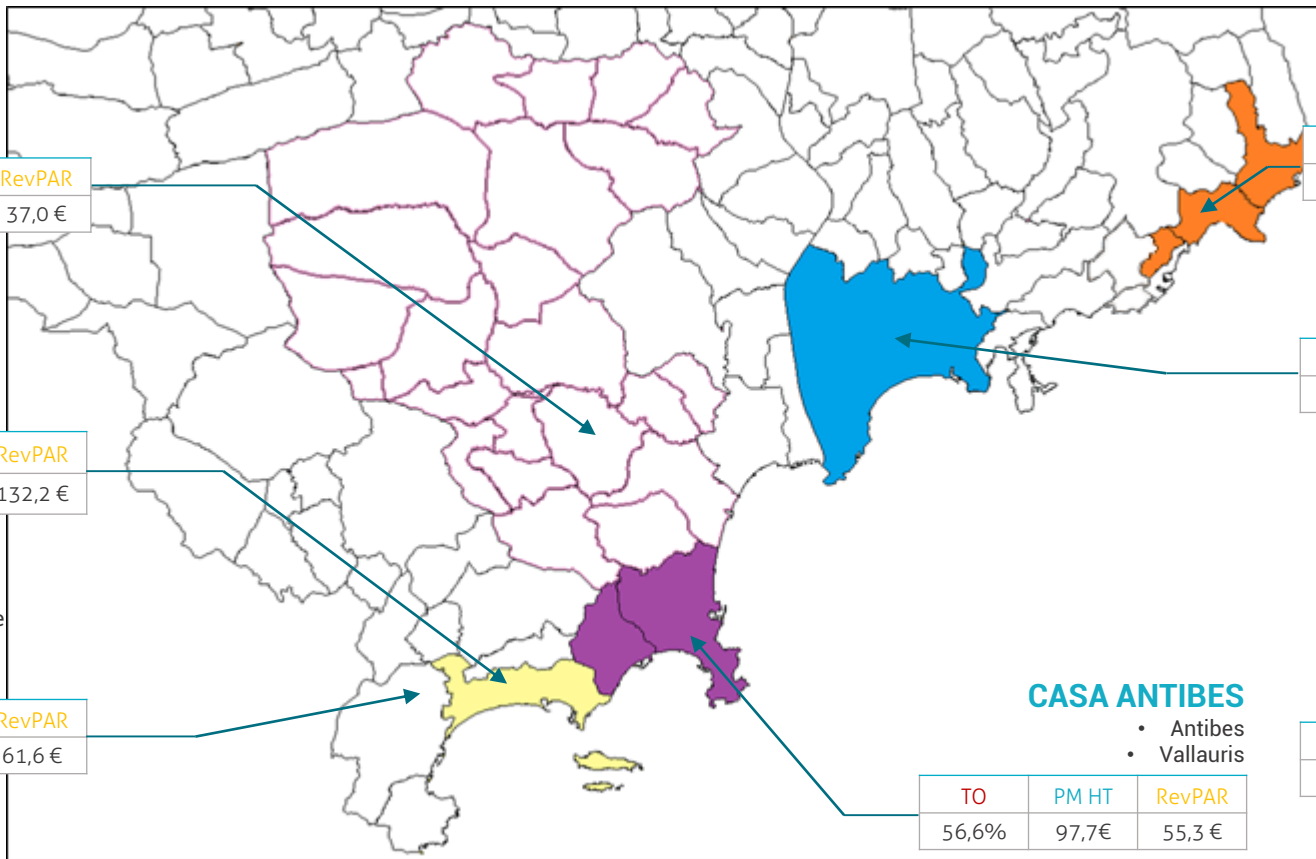 RevPAR
37,0 €
RevPAR
132,2 €
e
RevPAR
61,6 €
CASA ANTIBES
• Antibes
• Vallauris
TO PM HT RevPAR
56,6% 97,7€ 55,3 €